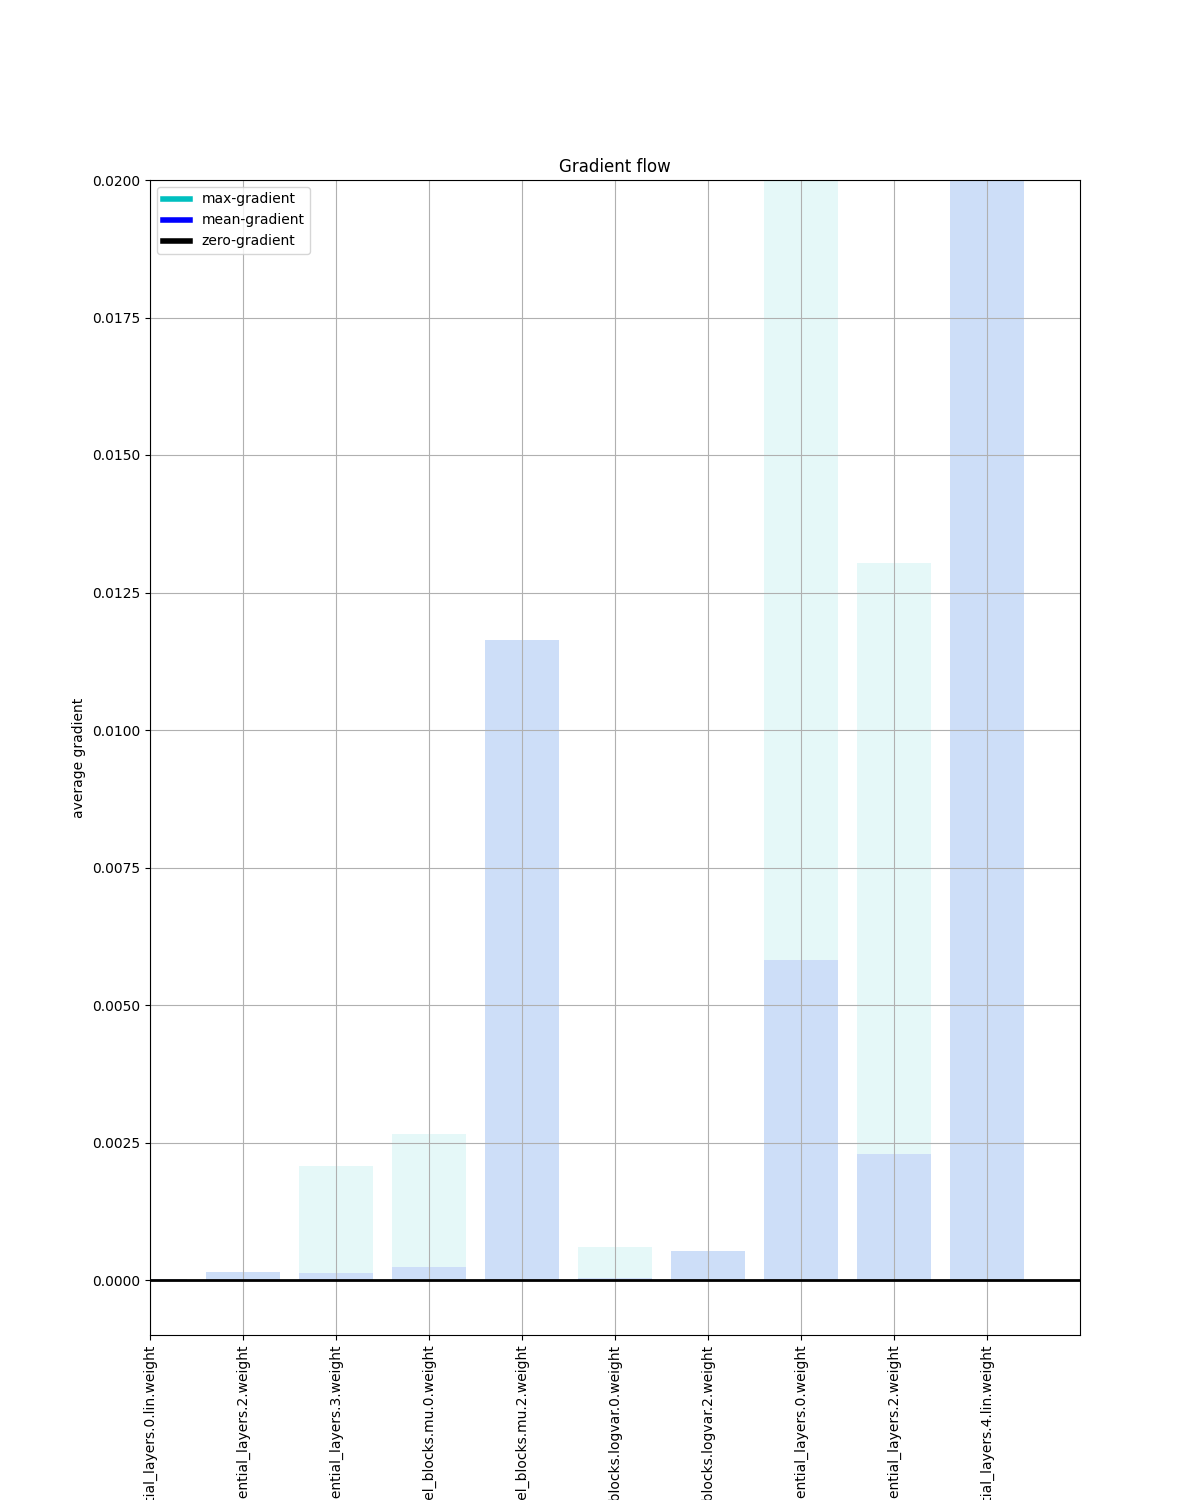 Gradient flow
max-gradient
mean-gradient
zero-gradient
0.0200
0.0175
0.0150
0.0125
0.0100
0.0075
0.0050
0.0025
0.0000
average gradient
tial_layers.0.lin.weight
ential_layers.2.weight
ential_layers.3.weight
el_blocks.mu.0.weight
el_blocks.mu.2.weight
blocks.logvar.0.weight
blocks.logvar.2.weight
ential_layers.0.weight
ential_layers.2.weight
tial_layers.4.lin.weight